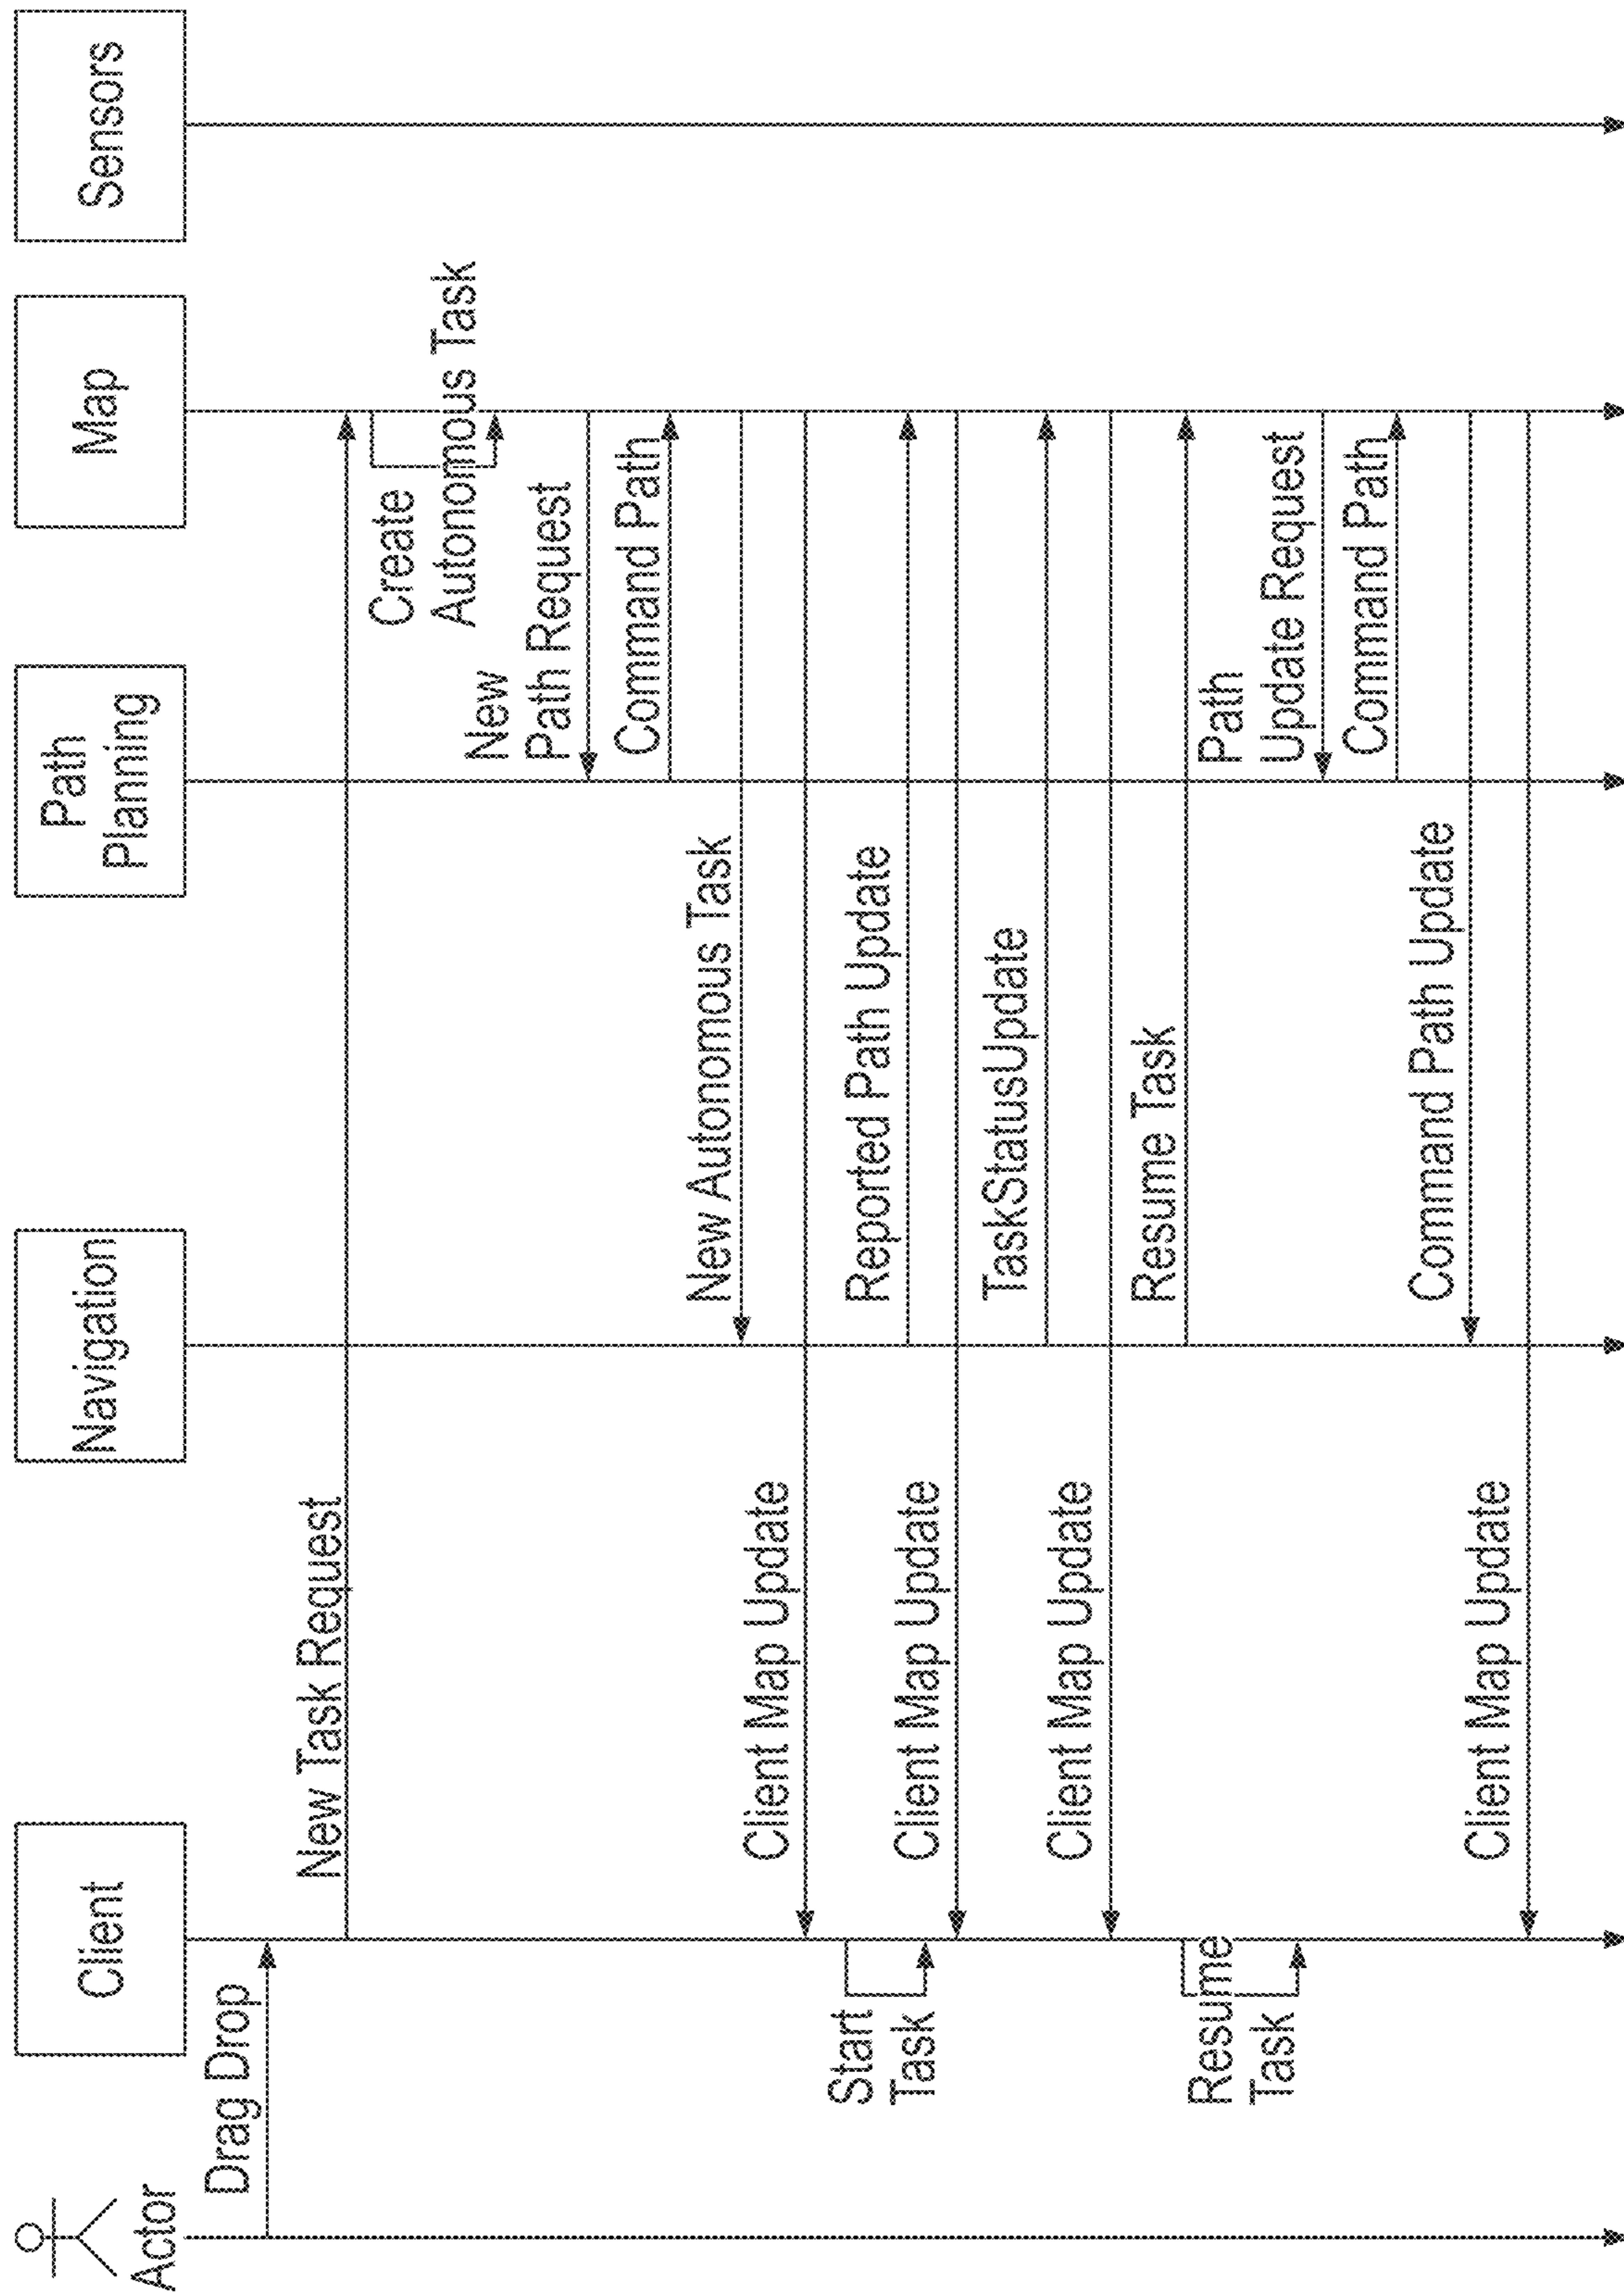 Actor
Client
Navigation
Path
Planning
Map
Sensors
Drag Drop
New Task Request
Create
Autonomous Task
New
Path Request
Command Path
New Autonomous Task
Client Map Update
Start
Task
Reported Path Update
Client Map Update
TaskStatusUpdate
Client Map Update
Resume Task
Resume
Task
Path
Update Request
Command Path
Command Path Update
Client Map Update